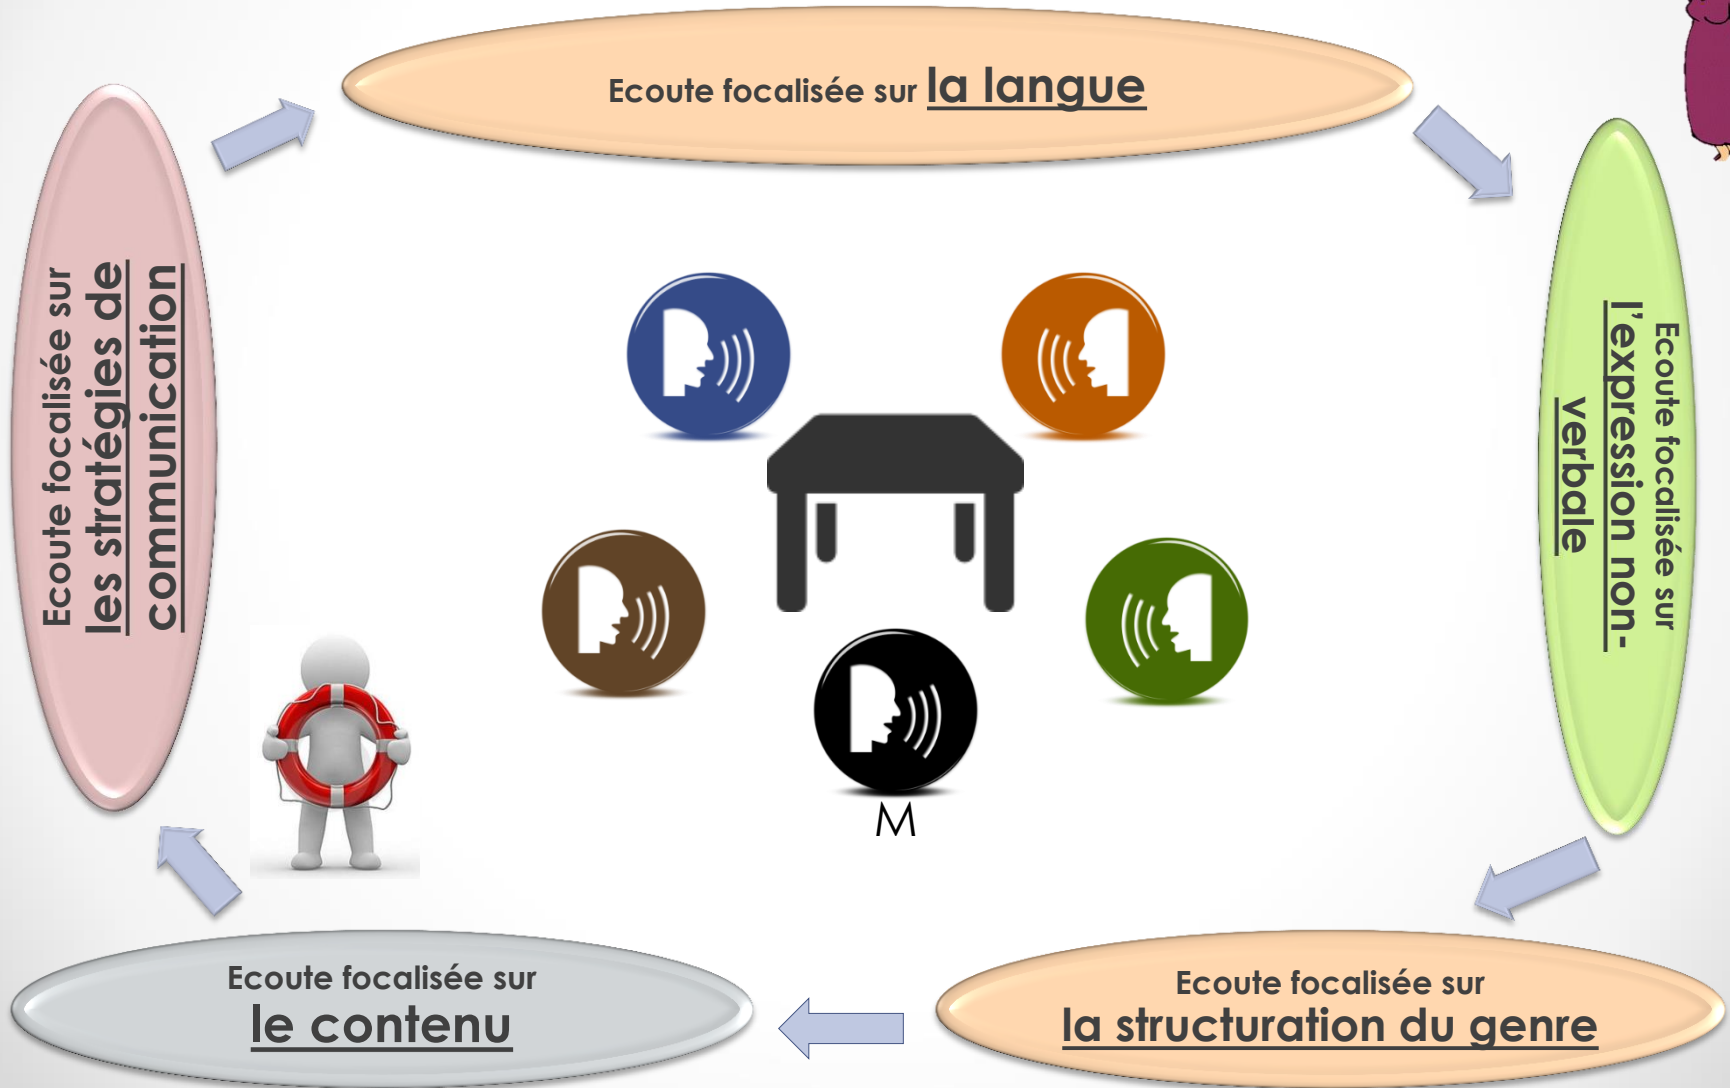 Ecoute focalisée sur la langue
Ecoute focalisée sur
l'expression non-
verbale
Ecoute focalisée sur
la structuration du genre
Ecoute focalisée sur
le contenu
Ecoute focalisée sur
les stratégies de
communication
M